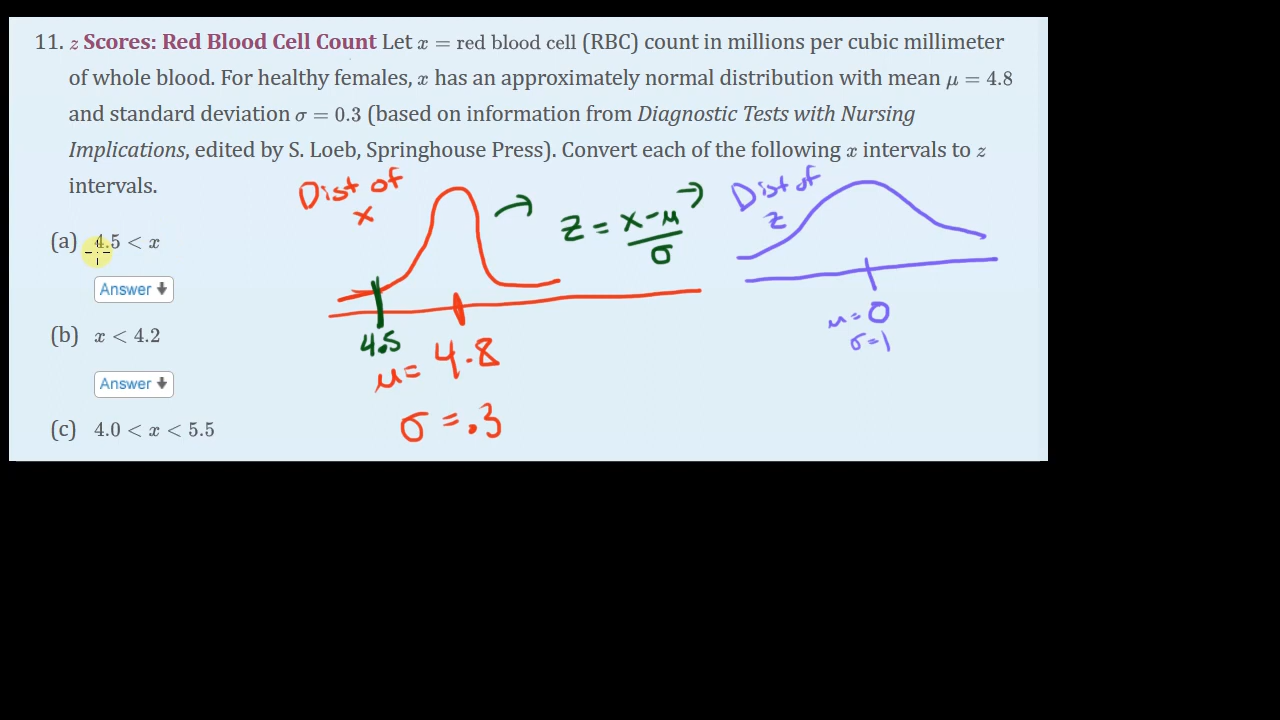 11. z Scores: Red Blood Cell Count Let x = red blood cell (RBC) count in millions per cubic millimeter
of whole blood. For healthy females, x has an approximately normal distribution with mean μ = 4.8
and standard deviation σ = 0.3 (based on information from Diagnostic Tests with Nursing
Implications, edited by S. Loeb, Springhouse Press). Convert each of the following x intervals to z
intervals.
Dist of
x
z = x-μ
σ
Dist of
z
(a) 4.5 < x
Answer
4.5
μ = 4.8
σ = .3
μ = 0
σ = 1
(b) x < 4.2
Answer
(c) 4.0 < x < 5.5